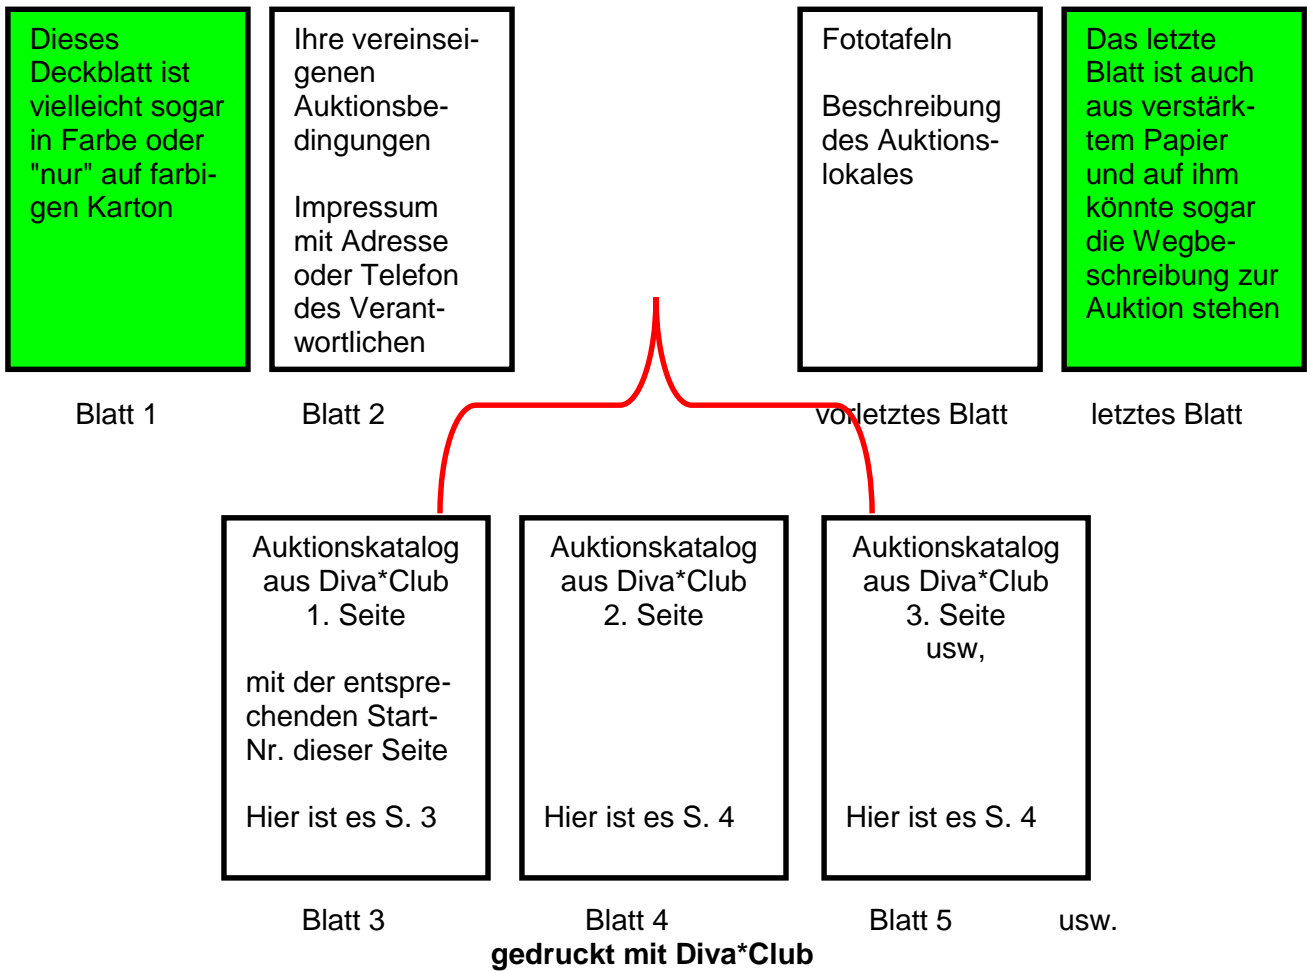 Dieses
Deckblatt ist
vielleicht sogar
in Farbe oder
"nur" auf farbi-
gen Karton
Ihre vereinsei-
genen
Auktionsbe-
dingungen
Impressum
mit Adresse
oder Telefon
des Verant-
wortlichen
Fototafeln
Beschreibung
des Auktions-
lokales
Das letzte
Blatt ist auch
aus verstärk-
tem Papier
und auf ihm
könnte sogar
die Wegbe-
schreibung zur
Auktion stehen
Blatt 1
Blatt 2
vorletztes Blatt
letztes Blatt
Auktionskatalog
aus Diva*Club
1. Seite
mit der entspre-
chenden Start-
Nr. dieser Seite
Hier ist es S. 3
Auktionskatalog
aus Diva*Club
2. Seite
Hier ist es S. 4
Auktionskatalog
aus Diva*Club
3. Seite
usw,
Hier ist es S. 4
Blatt 3
Blatt 4
Blatt 5
usw.
gedruckt mit Diva*Club